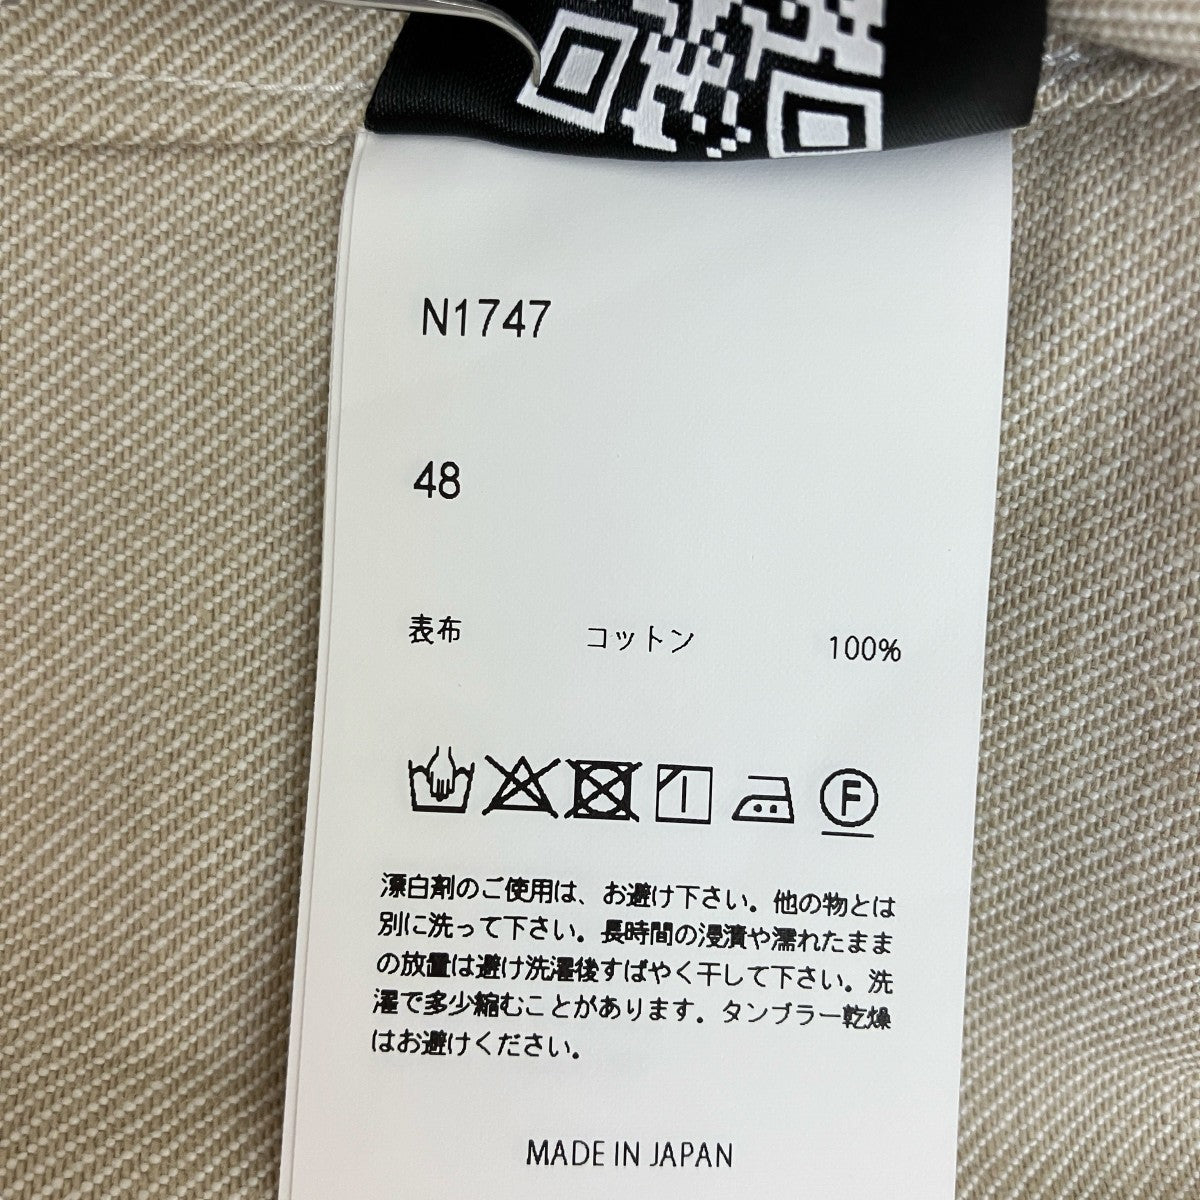 N1747
48
表布 コットン 100%
F
漂白剤のご使用は、お避け下さい。他の物とは
別に洗って下さい。長時間の浸漬や濡れたまま
の放置は避け洗濯後すばやく干して下さい。洗
濯で多少縮むことがあります。タンブラー乾燥
はお避けください。
MADE IN JAPAN